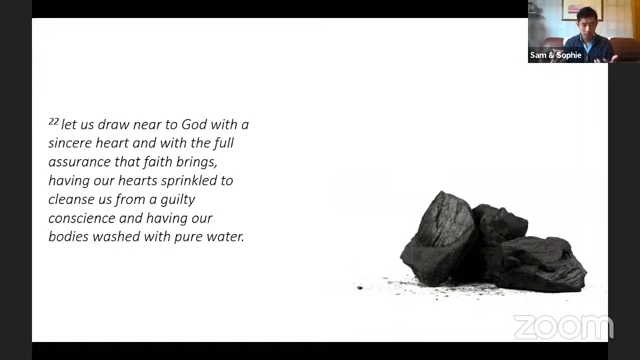 Sam & Sophie
22 let us draw near to God with a
sincere heart and with the full
assurance that faith brings,
having our hearts sprinkled to
cleanse us from a guilty
conscience and having our
bodies washed with pure water.
zoom